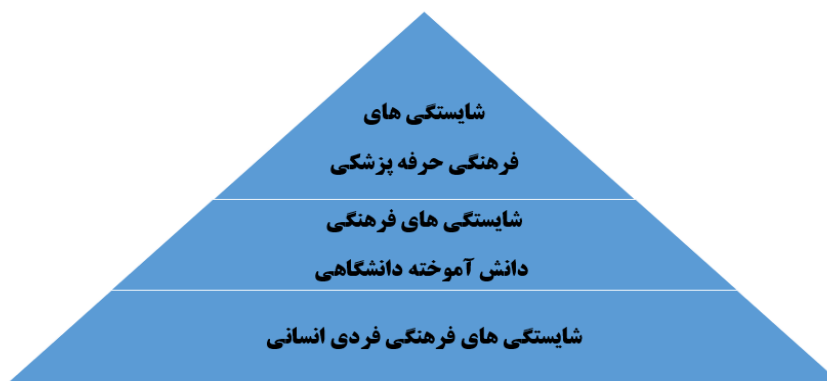 شایستگی های
فرهنگی حرفه پزشکی
شایستگی های فرهنگی
دانش آموخته دانشگاهی
شایستگی های فرهنگی فردی انسانی